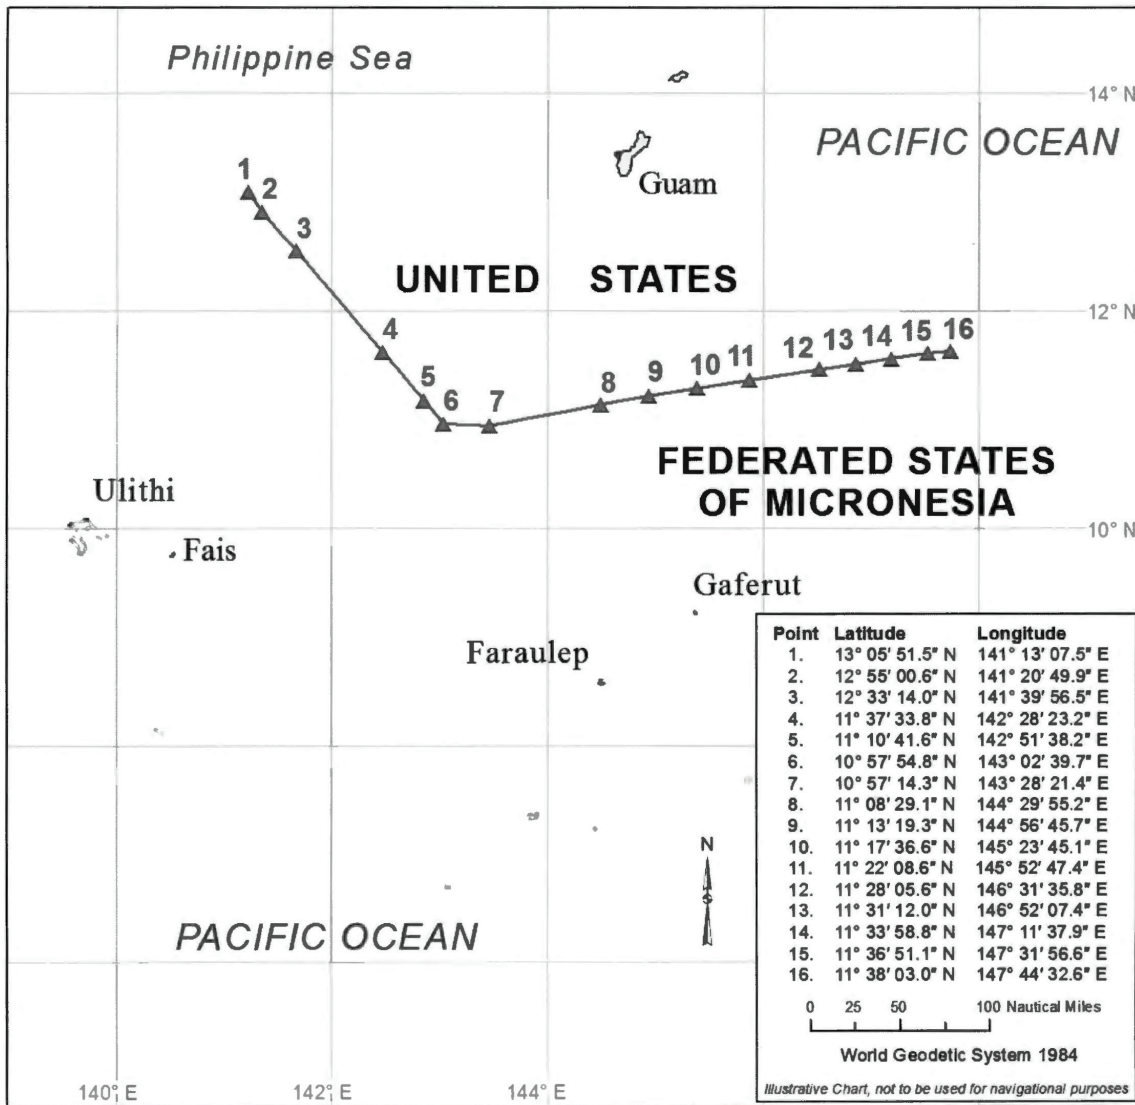 Philippine Sea
14° N
PACIFIC OCEAN
Guam
1
2
3
UNITED STATES
12° N
4
5
6
7
8
9
10
11
12
13
14
15
16
FEDERATED STATES
OF MICRONESIA
Ulithi
Fais
10° N
Gaferut
Faraulep
Point Latitude Longitude
1. 13° 05' 51.5" N 141° 13' 07.5" E
2. 12° 55' 00.6" N 141° 20' 49.9" E
3. 12° 33' 14.0" N 141° 39' 56.5" E
4. 11° 37' 33.8" N 142° 28' 23.2" E
5. 11° 10' 41.6" N 142° 51' 38.2" E
6. 10° 57' 54.8" N 143° 02' 39.7" E
7. 10° 57' 14.3" N 143° 28' 21.4" E
8. 11° 08' 29.1" N 144° 29' 55.2" E
9. 11° 13' 19.3" N 144° 56' 45.7" E
10. 11° 17' 36.6" N 145° 23' 45.1" E
11. 11° 22' 08.6" N 145° 52' 47.4" E
12. 11° 28' 05.6" N 146° 31' 35.8" E
13. 11° 31' 12.0" N 146° 52' 07.4" E
14. 11° 33' 58.8" N 147° 11' 37.9" E
15. 11° 36' 51.1" N 147° 31' 56.6" E
16. 11° 38' 03.0" N 147° 44' 32.6" E
N
PACIFIC OCEAN
0 25 50 100 Nautical Miles
World Geodetic System 1984
Illustrative Chart, not to be used for navigational purposes
140° E
142° E
144° E